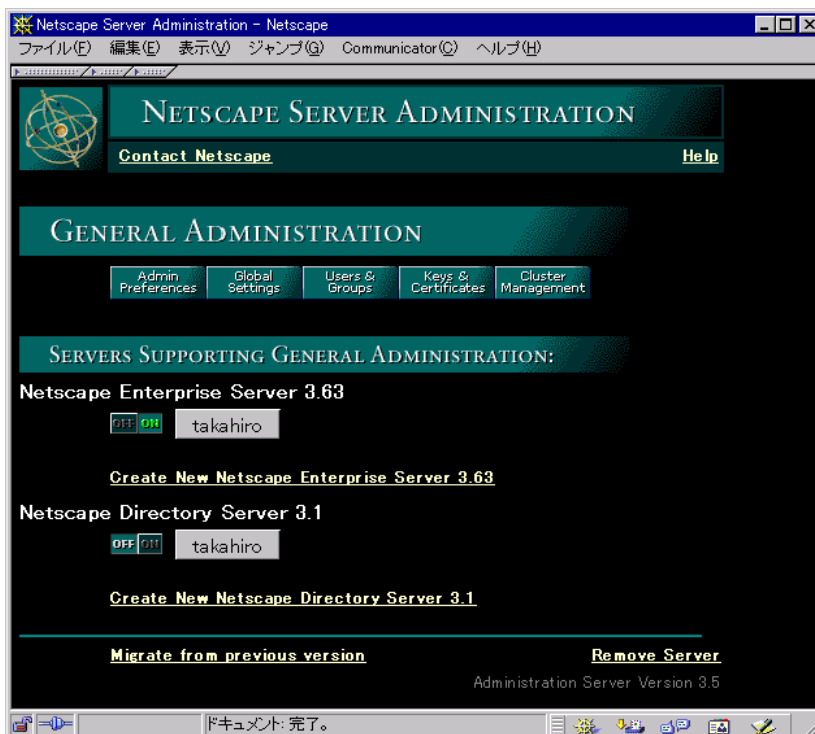 Netscape Server Administration - Netscape
ファイル(F) 編集(E) 表示(V) ジャンプ(G) Communicator(C) ヘルプ(H)
NETSCAPE SERVER ADMINISTRATION
Contact Netscape Help
GENERAL ADMINISTRATION
Admin Preferences Global Settings Users & Groups Keys & Certificates Cluster Management
SERVERS SUPPORTING GENERAL ADMINISTRATION:
Netscape Enterprise Server 3.63
OFF ON takahiro
Create New Netscape Enterprise Server 3.63
Netscape Directory Server 3.1
OFF ON takahiro
Create New Netscape Directory Server 3.1
Migrate from previous version Remove Server
Administration Server Version 3.5
ドキュメント: 完了。